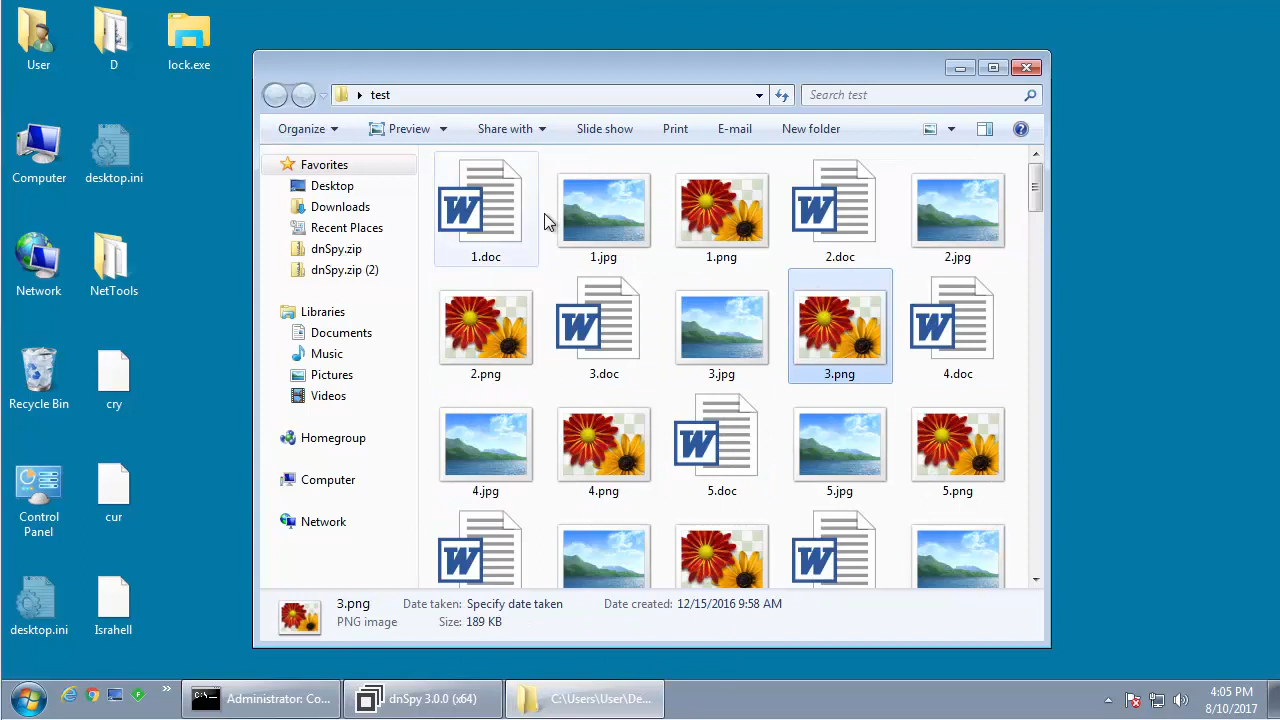 User
D
lock.exe
Computer
desktop.ini
Network
NetTools
Recycle Bin
cry
Control
Panel
cur
desktop.ini
Israhell
test
Search test
Organize
Preview
Share with
Slide show
Print
E-mail
New folder
Favorites
Desktop
Downloads
Recent Places
dnSpy.zip
dnSpy.zip (2)
Libraries
Documents
Music
Pictures
Videos
Homegroup
Computer
Network
1.doc
1.jpg
1.png
2.doc
2.jpg
2.png
3.doc
3.jpg
3.png
4.doc
4.jpg
4.png
5.doc
5.jpg
5.png
3.png
Date taken: Specify date taken
Date created: 12/15/2016 9:58 AM
PNG image
Size: 189 KB
Administrator: Co...
dnSpy 3.0.0 (x64)
C:\Users\User\De...
4:05 PM
8/10/2017